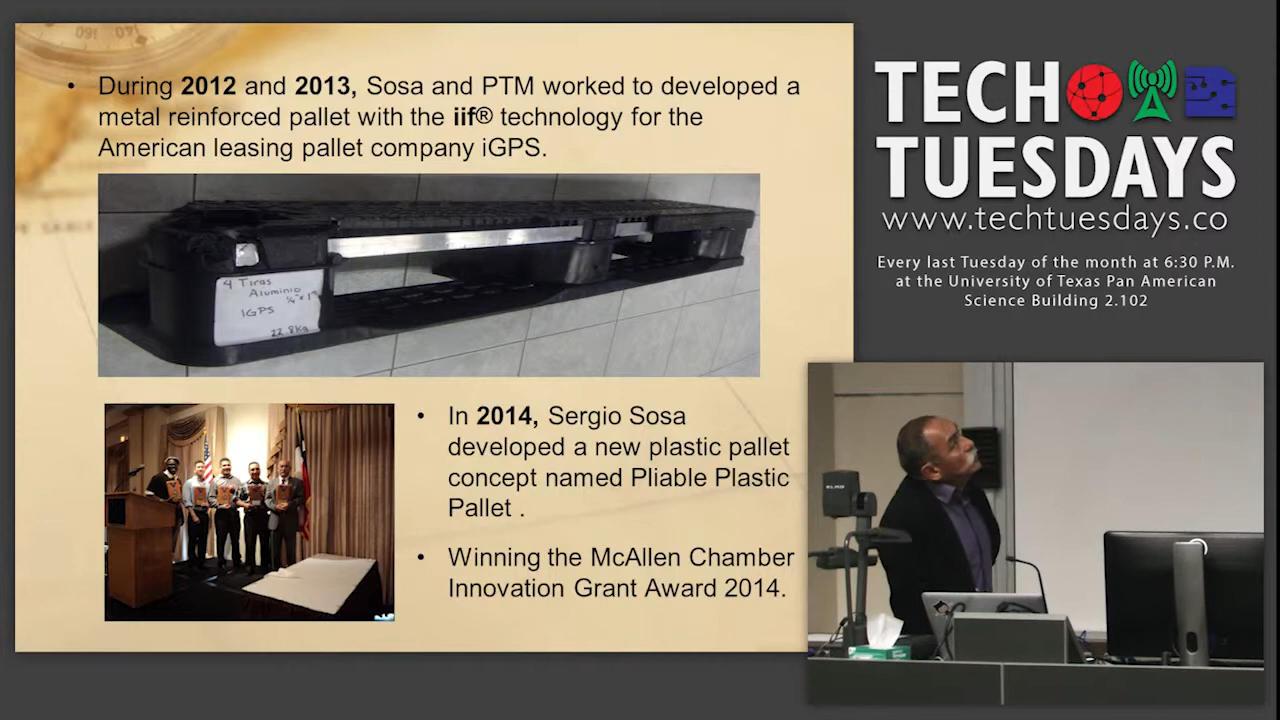 • During 2012 and 2013, Sosa and PTM worked to developed a
metal reinforced pallet with the iif® technology for the
American leasing pallet company iGPS.
4 Tiras
Aluminio
IGPS
22.8Kg
• In 2014, Sergio Sosa
developed a new plastic pallet
concept named Pliable Plastic
Pallet .
• Winning the McAllen Chamber
Innovation Grant Award 2014.
TECH
TUESDAYS
www.techtuesdays.co
Every last Tuesday of the month at 6:30 P.M.
at the University of Texas Pan American
Science Building 2.102
ELMO